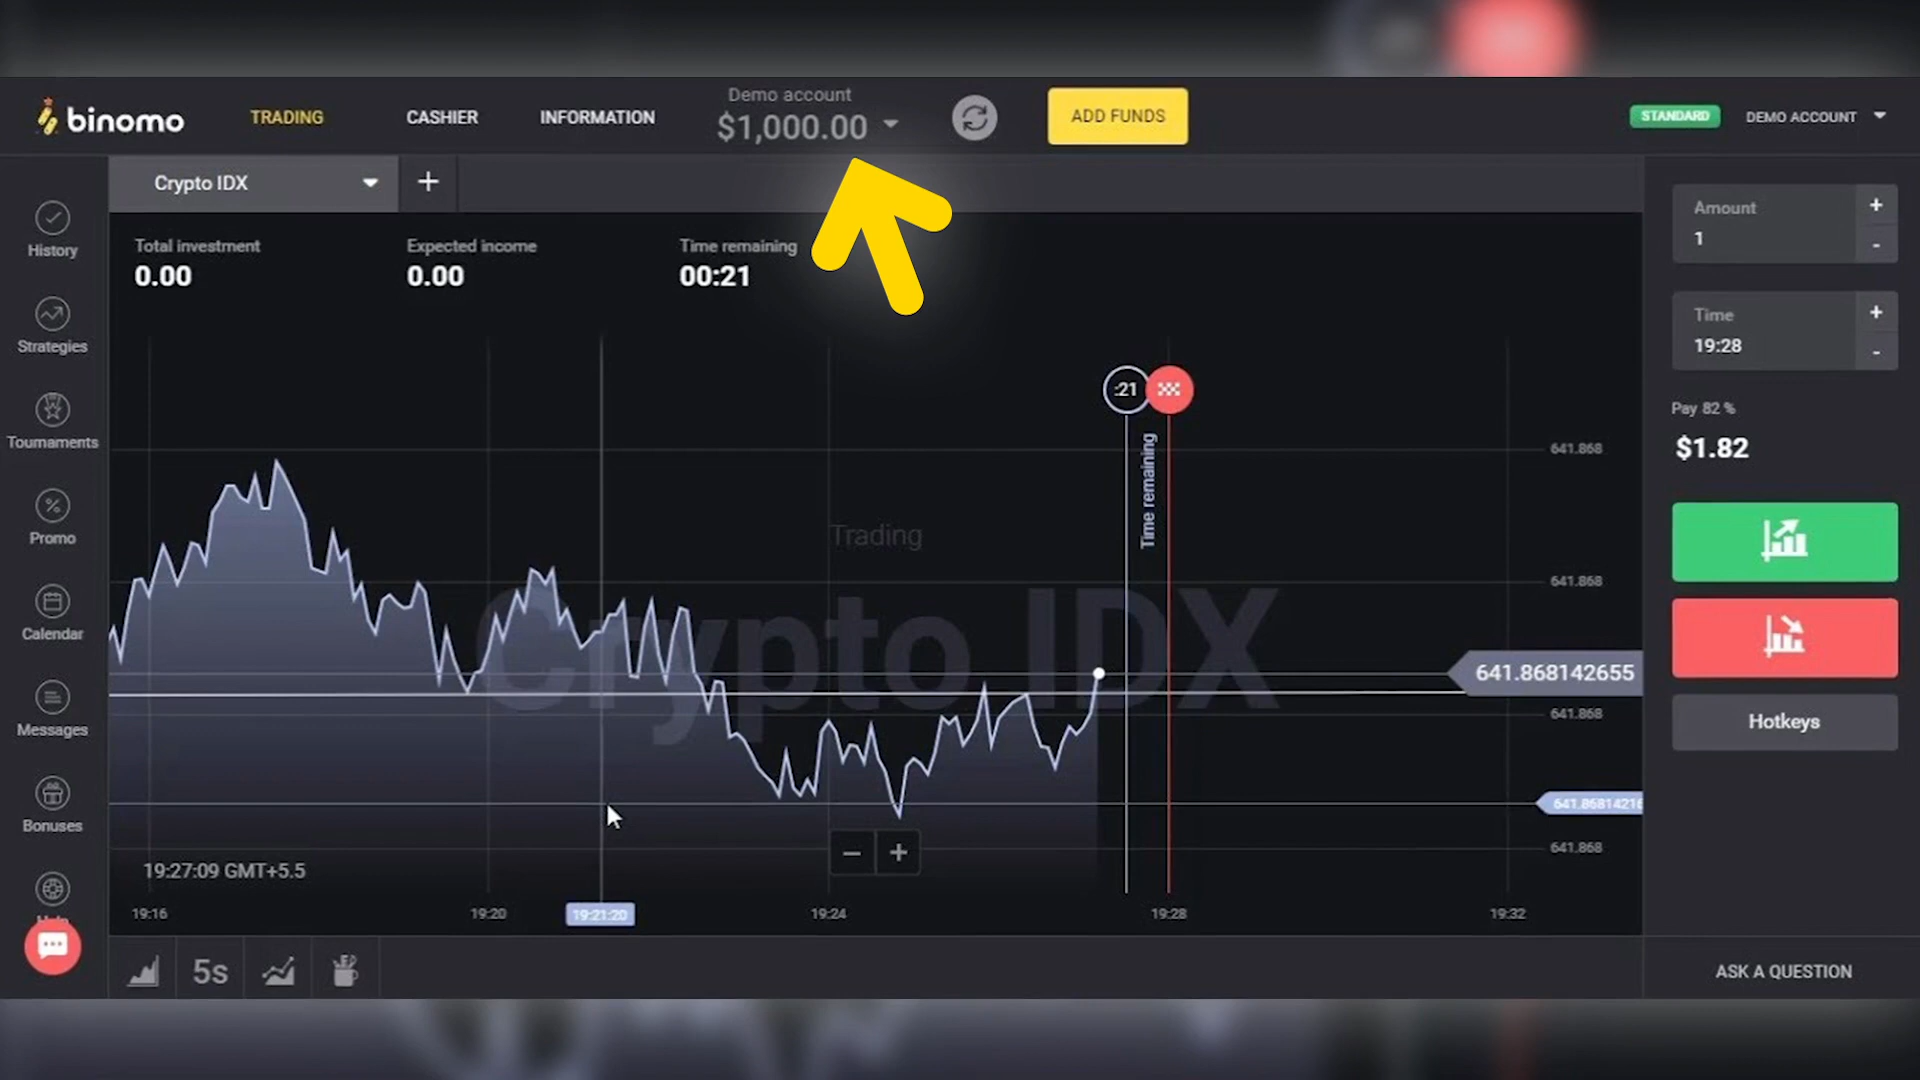 binomo
TRADING
CASHIER
INFORMATION
Demo account
$1,000.00
ADD FUNDS
STANDARD
DEMO ACCOUNT
Crypto IDX
+
History
Strategies
Tournaments
Promo
Calendar
Messages
Bonuses
Total investment
0.00
Expected income
0.00
Time remaining
00:21
:21
Time remaining
Trading
Crypto IDX
641.868
641.868
641.868142655
641.868
641.868
19:27:09 GMT+5.5
− +
19:16
19:20
19:21:20
19:24
19:28
19:32
5s
Amount
1
+
-
Time
19:28
+
-
Pay 82 %
$1.82
Hotkeys
ASK A QUESTION